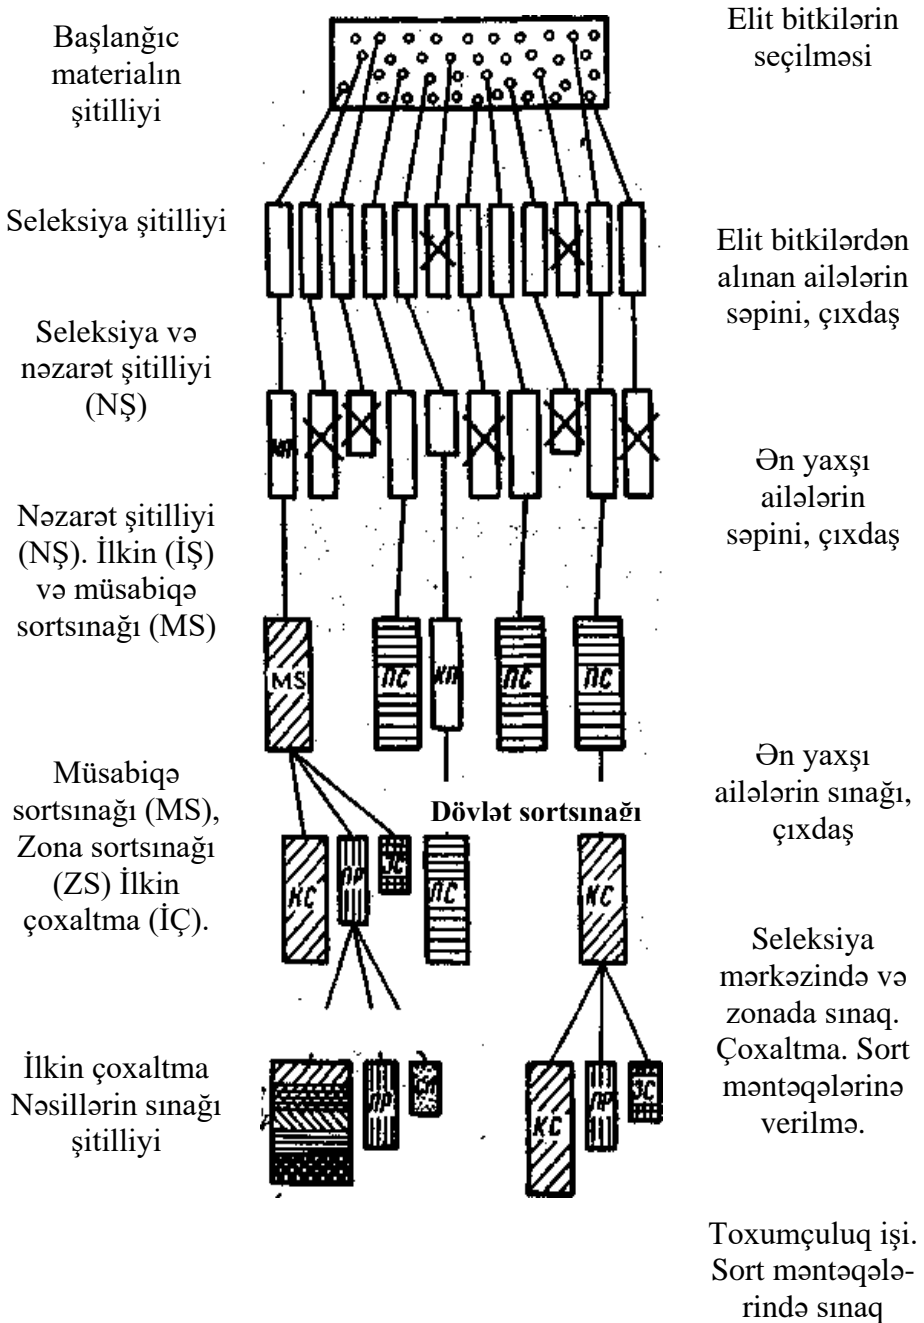 Başlanğıc
materialın
şitilliyi
Elit bitkilərin
seçilməsi
Seleksiya şitilliyi
Elit bitkilərdən
alınan ailələrin
səpini, çıxdaş
Seleksiya və
nəzarət şitilliyi
(NŞ)
Ən yaxşı
ailələrin
səpini, çıxdaş
Nəzarət şitilliyi
(NŞ). İlkin (İŞ)
və müsabiqə
sortsınağı (MS)
MS
ПС
КП
ПС
ПС
Ən yaxşı
ailələrin sınağı,
çıxdaş
Müsabiqə
sortsınağı (MS),
Zona sortsınağı
(ZS) İlkin
çoxaltma (İÇ).
Dövlət sortsınağı
КС
ПР
ЗС
ПС
КС
Seleksiya
mərkəzində və
zonada sınaq.
Çoxaltma. Sort
məntəqələrinə
verilmə.
İlkin çoxaltma
Nəsillərin sınağı
şitilliyi
ПР
КС
ПР
ЗС
Toxumçuluq işi.
Sort məntəqələ-
rində sınaq